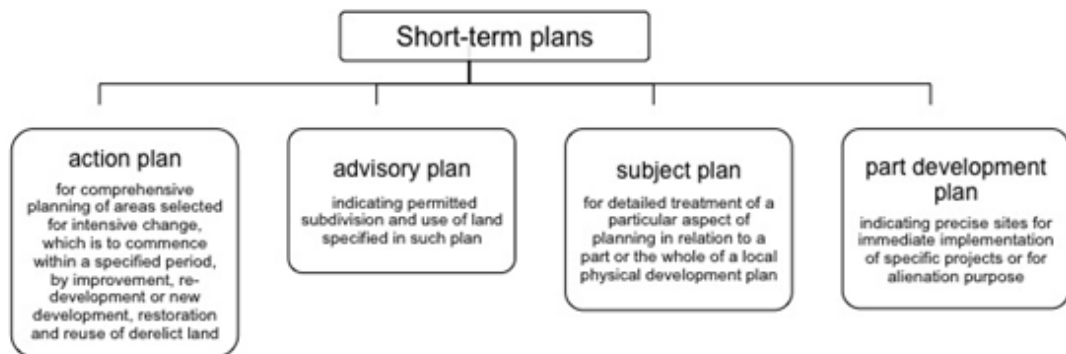 Short-term plans
action plan
for comprehensive
planning of areas selected
for intensive change,
which is to commence
within a specified period,
by improvement, re-
development or new
development, restoration
and reuse of derelict land
advisory plan
indicating permitted
subdivision and use of land
specified in such plan
subject plan
for detailed treatment of a
particular aspect of
planning in relation to a
part or the whole of a local
physical development plan
part development
plan
indicating precise sites for
immediate implementation
of specific projects or for
alienation purpose